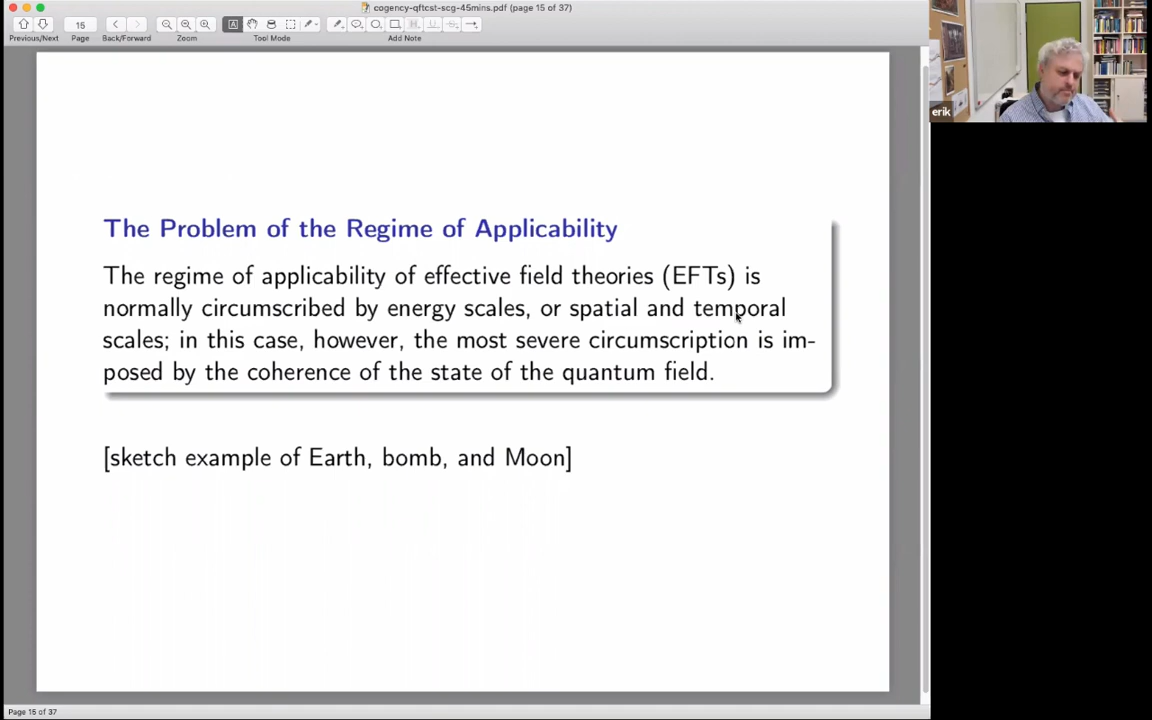 cogency-qftcst-scg-45mins.pdf (page 15 of 37)
15
Previous/Next
Page
Back/Forward
Zoom
Tool Mode
Add Note
erik
The Problem of the Regime of Applicability
The regime of applicability of effective field theories (EFTs) is
normally circumscribed by energy scales, or spatial and temporal
scales; in this case, however, the most severe circumscription is im-
posed by the coherence of the state of the quantum field.
[sketch example of Earth, bomb, and Moon]
Page 15 of 37